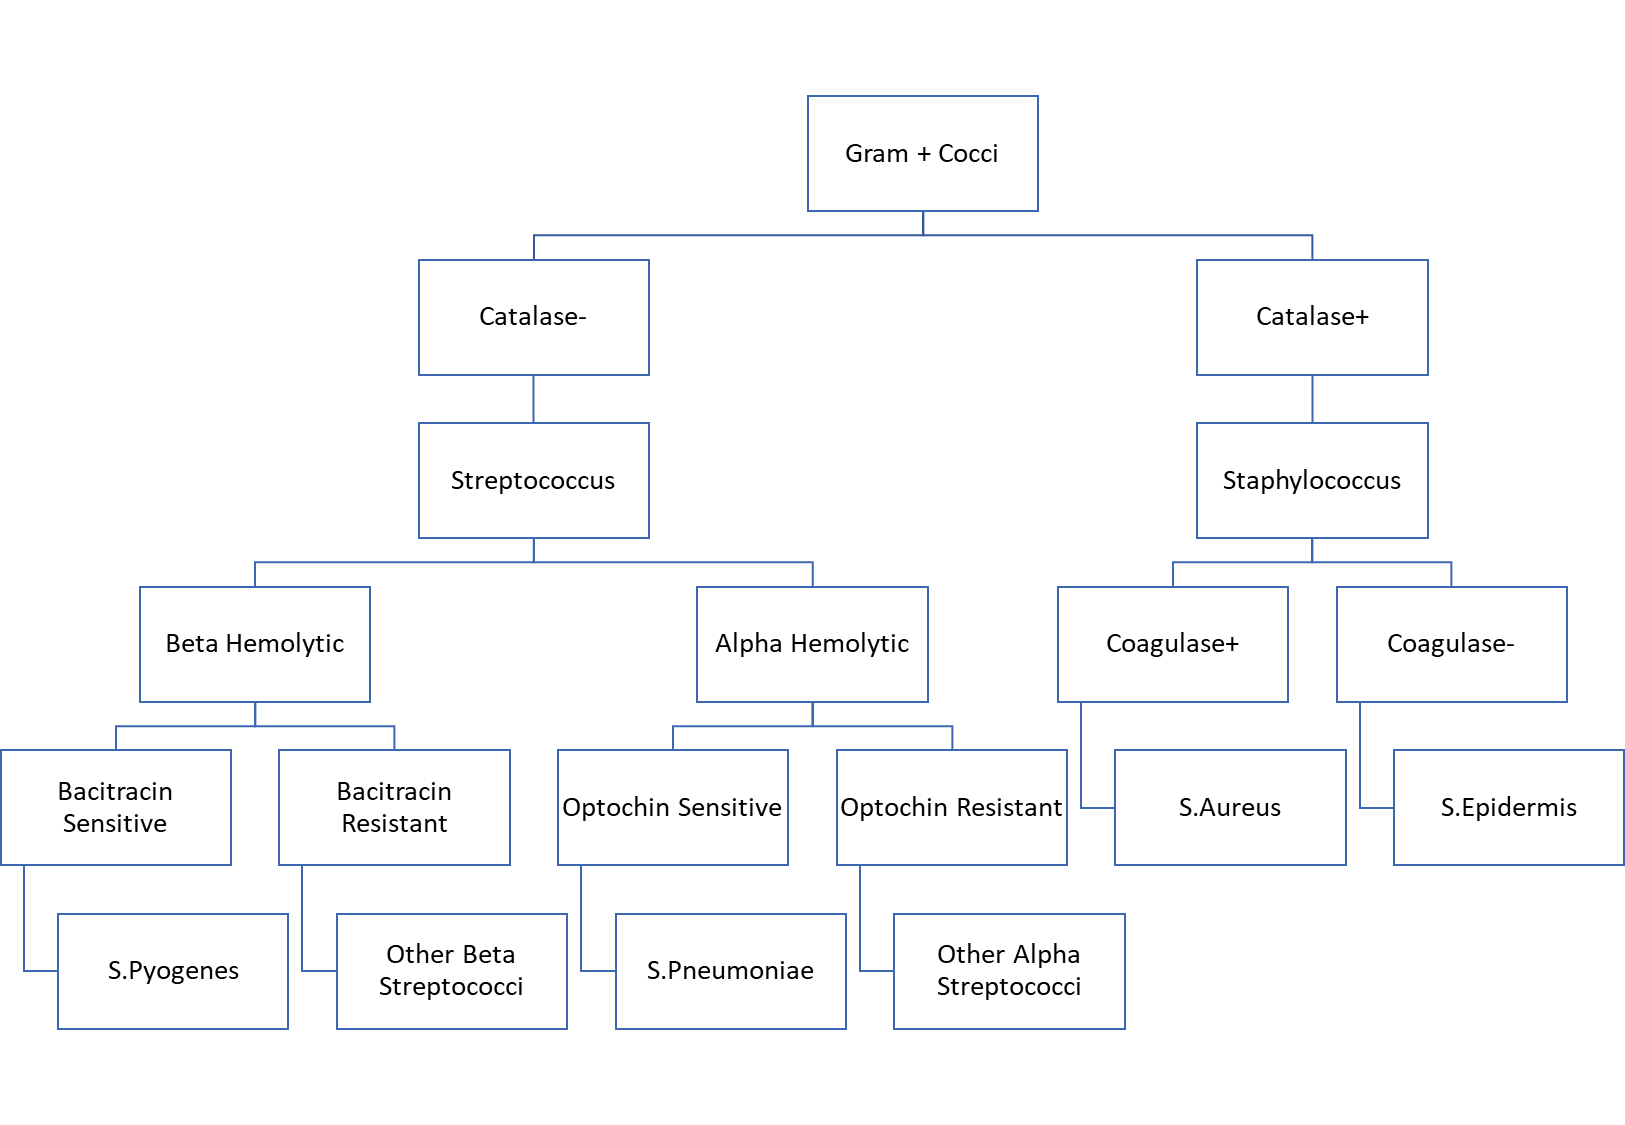 Gram + Cocci
Catalase-
Catalase+
Streptococcus
Staphylococcus
Beta Hemolytic
Alpha Hemolytic
Coagulase+
Coagulase-
Bacitracin
Sensitive
Bacitracin
Resistant
Optochin Sensitive
Optochin Resistant
S.Aureus
S.Epidermis
S.Pyogenes
Other Beta
Streptococci
S.Pneumoniae
Other Alpha
Streptococci